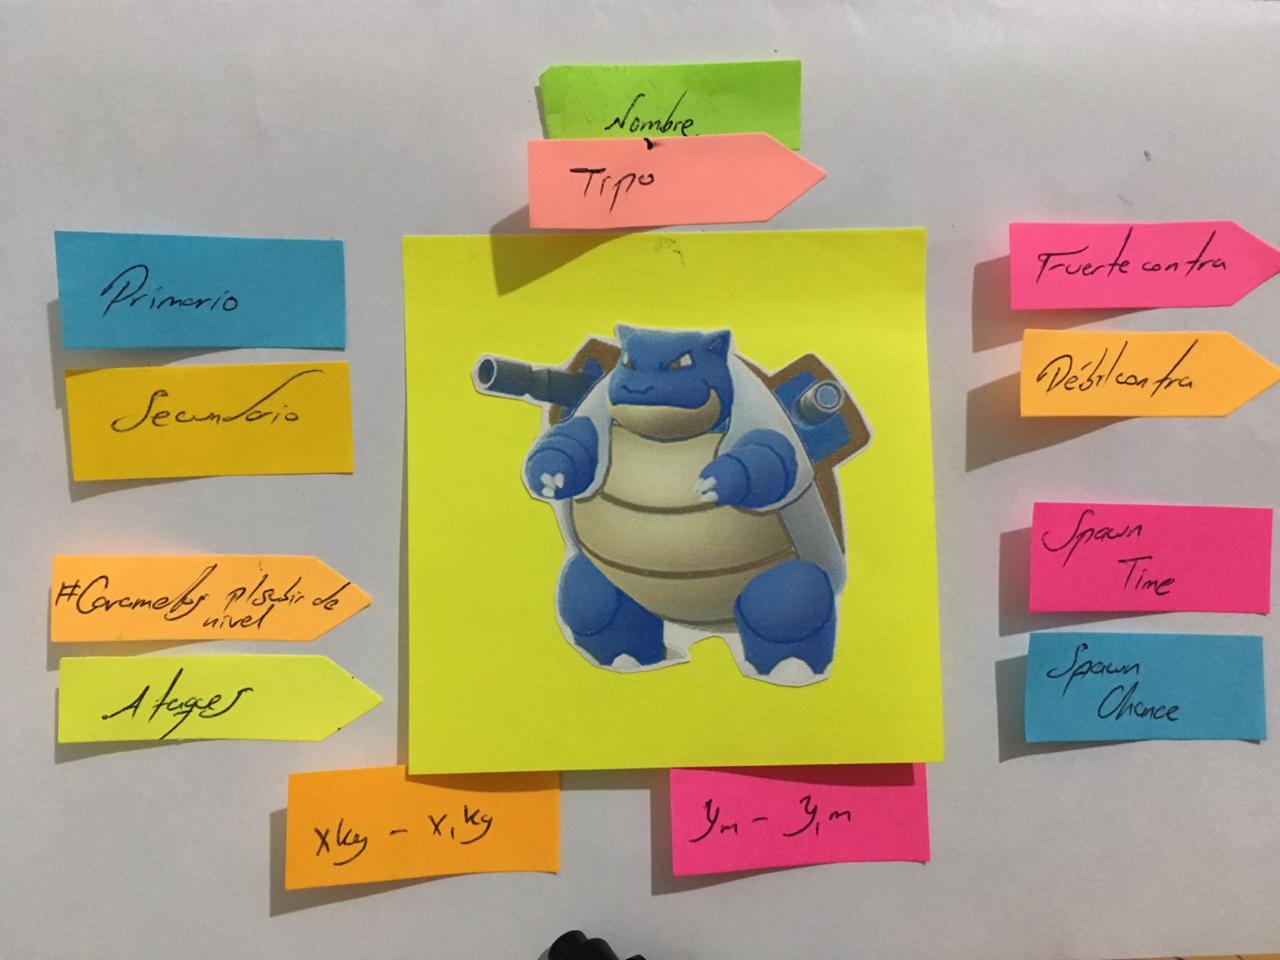 Nombre
Tipo
Primario
Secundario
#Caramelos p/subir de
nivel
Ataques
Xkg - X,kg
Ym - Y,m
Fuerte contra
Débil contra
Spawn
Time
Spawn
Chance